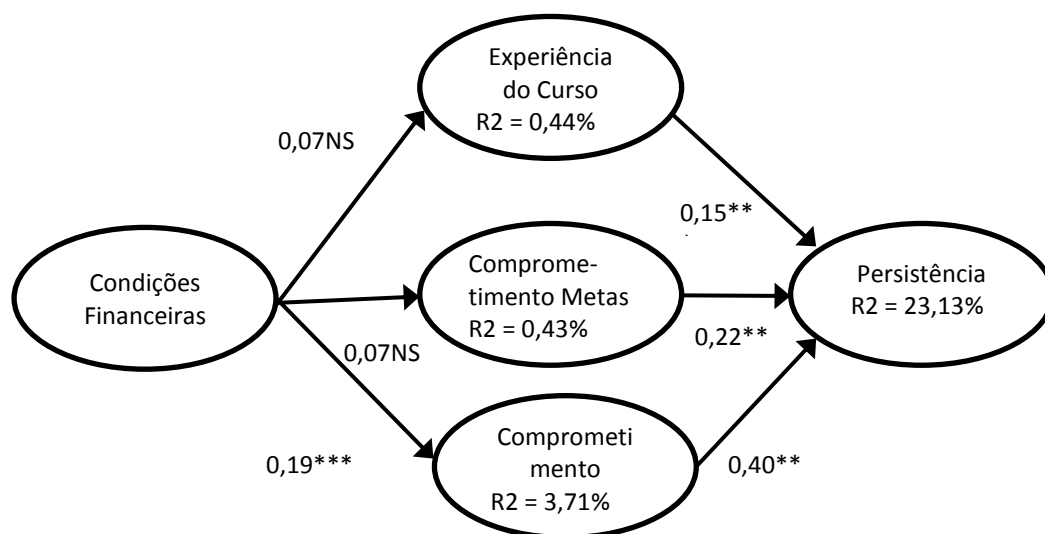 Experiência
do Curso
R2 = 0,44%
0,07NS
0,15**
Condições
Financeiras
Comprome-
timento Metas
R2 = 0,43%
Persistência
R2 = 23,13%
0,07NS
0,22**
0,19***
Comprometi
mento
R2 = 3,71%
0,40**